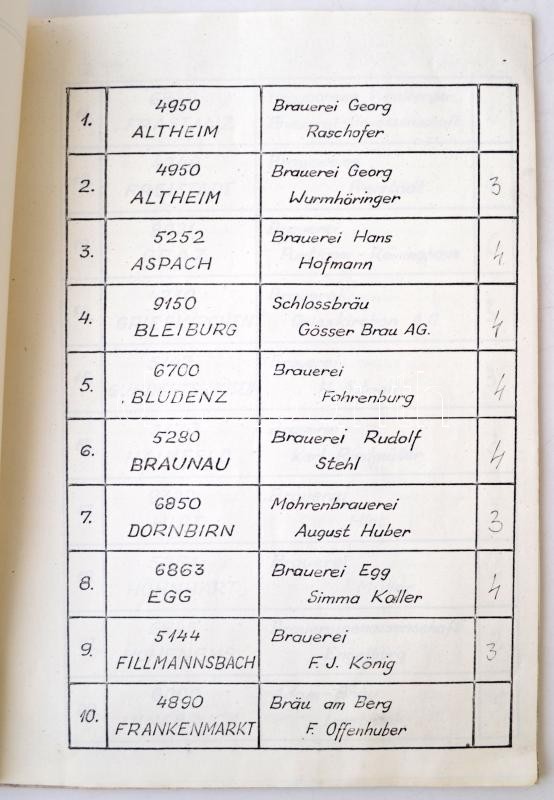 1. 4950 Brauerei Georg
ALTHEIM Raschofer
2. 4950 Brauerei Georg 3
ALTHEIM Wurmhöringer
3. 5252 Brauerei Hans 4
ASPACH Hofmann
4. 9150 Schlossbräu 4
BLEIBURG Gösser Brau AG.
5. 6700 Brauerei 4
BLUDENZ Fohrenburg
6. 5280 Brauerei Rudolf 4
BRAUNAU Stehl
7. 6850 Mohrenbrauerei 3
DORNBIRN August Huber
8. 6863 Brauerei Egg 4
EGG Simma Koller
9. 5144 Brauerei 3
FILLMANNSBACH F. J. König
10. 4890 Bräu am Berg
FRANKENMARKT F. Offenhuber